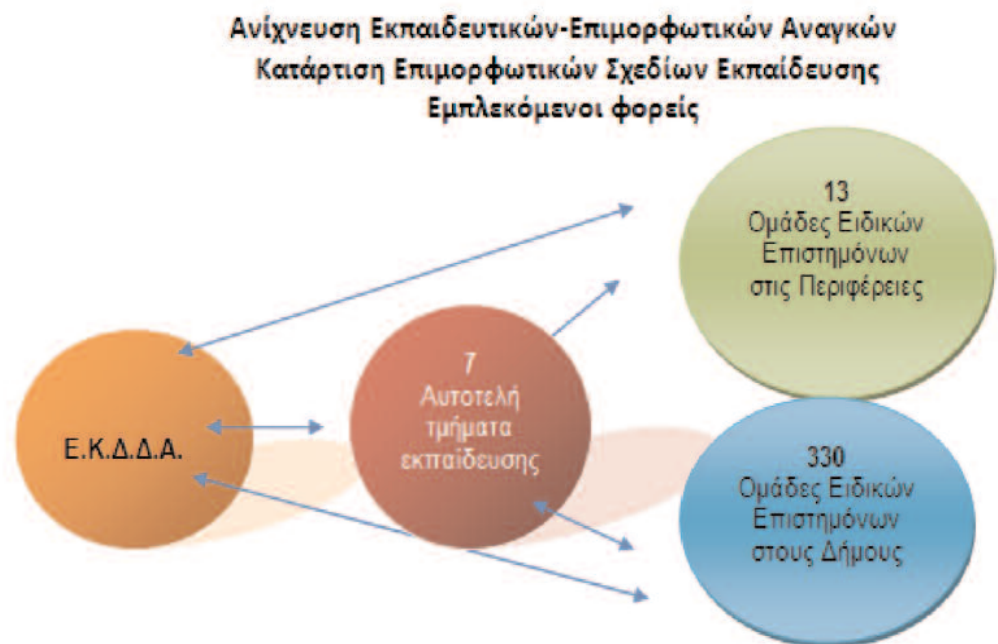 Ανίχνευση Εκπαιδευτικών-Επιμορφωτικών Αναγκών
Κατάρτιση Επιμορφωτικών Σχεδίων Εκπαίδευσης
Εμπλεκόμενοι φορείς
13
Ομάδες Ειδικών
Επιστημόνων
στις Περιφέρειες
Ε.Κ.Δ.Δ.Α.
7
Αυτοτελή
τμήματα
εκπαίδευσης
330
Ομάδες Ειδικών
Επιστημόνων
στους Δήμους